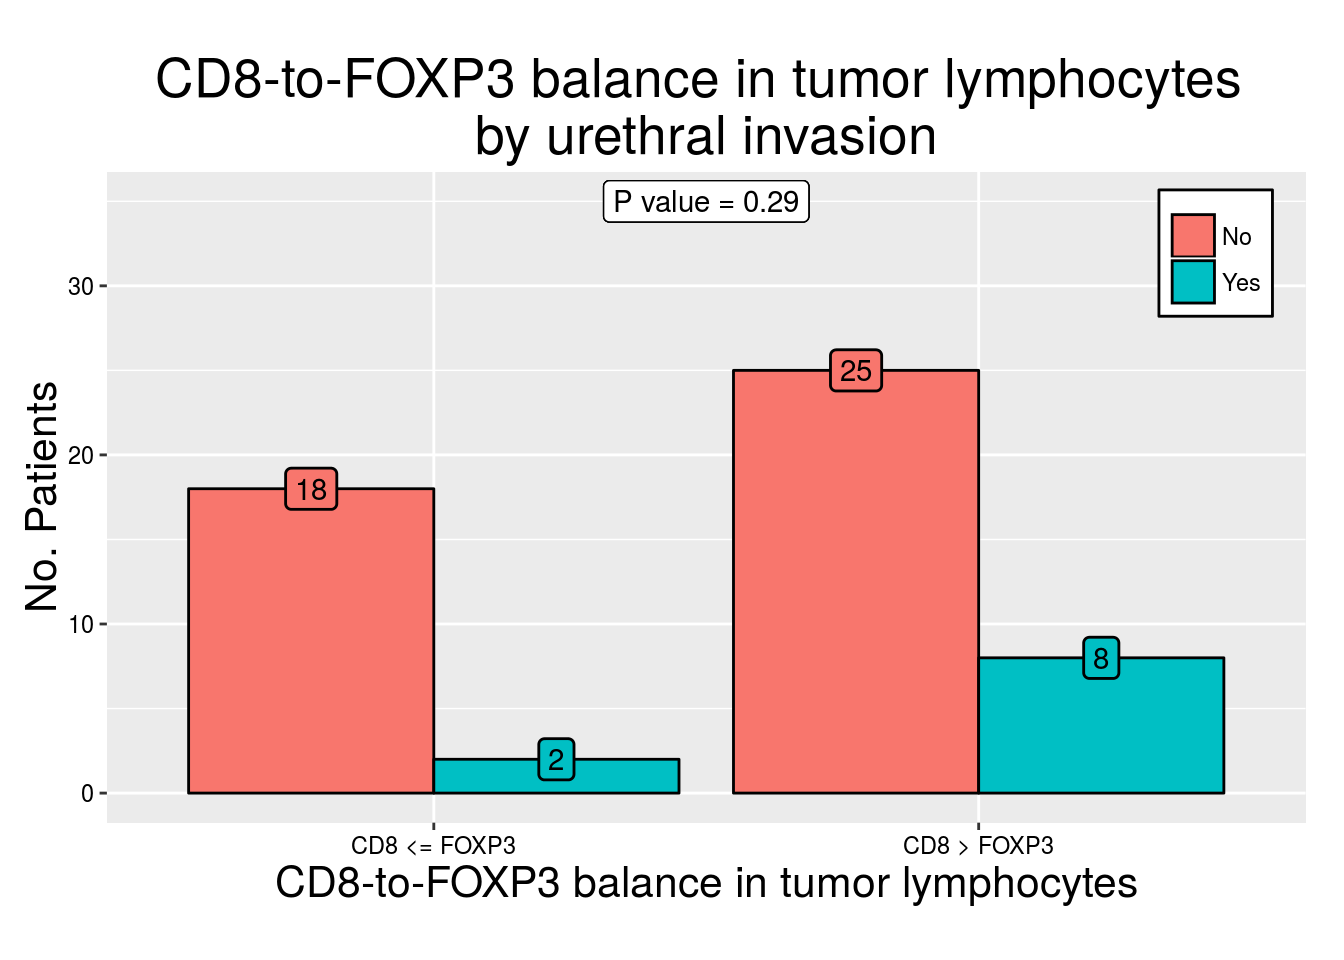 CD8-to-FOXP3 balance in tumor lymphocytes
by urethral invasion
P value = 0.29
No
Yes
No. Patients
30
20
10
0
18
2
25
8
CD8 <= FOXP3
CD8 > FOXP3
CD8-to-FOXP3 balance in tumor lymphocytes